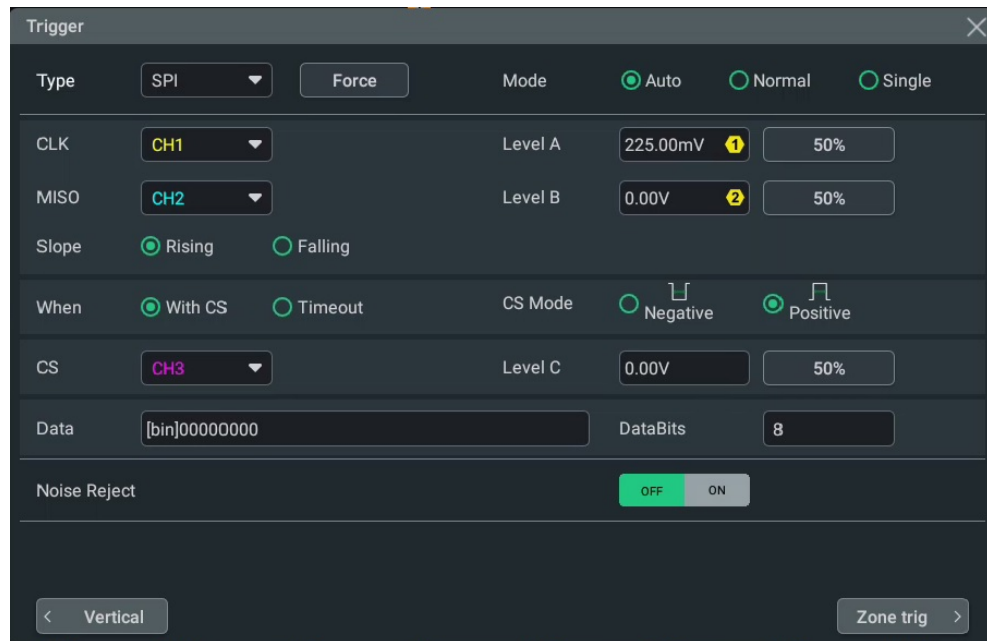 Trigger
Type SPI Force Mode Auto Normal Single
CLK CH1 Level A 225.00mV 1 50%
MISO CH2 Level B 0.00V 2 50%
Slope Rising Falling
When With CS Timeout CS Mode Negative Positive
CS CH3 Level C 0.00V 50%
Data [bin]00000000 DataBits 8
Noise Reject OFF ON
< Vertical Zone trig >